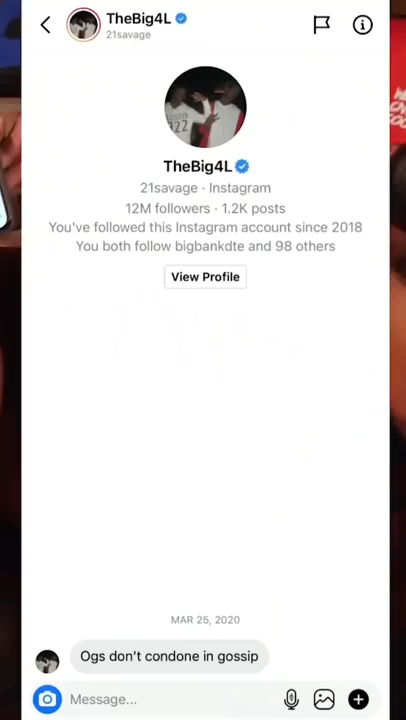 TheBig4L
21savage
TheBig4L
21savage · Instagram
12M followers · 1.2K posts
You've followed this Instagram account since 2018
You both follow bigbankdte and 98 others
View Profile
MAR 25, 2020
Ogs don't condone in gossip
Message...